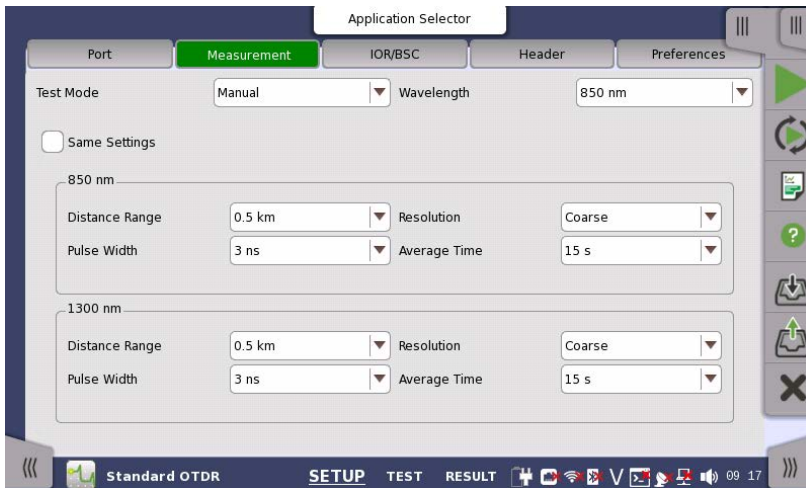 Application Selector
Port Measurement IOR/BSC Header Preferences
Test Mode Manual Wavelength 850 nm
Same Settings
850 nm
Distance Range 0.5 km Resolution Coarse
Pulse Width 3 ns Average Time 15 s
1300 nm
Distance Range 0.5 km Resolution Coarse
Pulse Width 3 ns Average Time 15 s
Standard OTDR SETUP TEST RESULT V 09 17